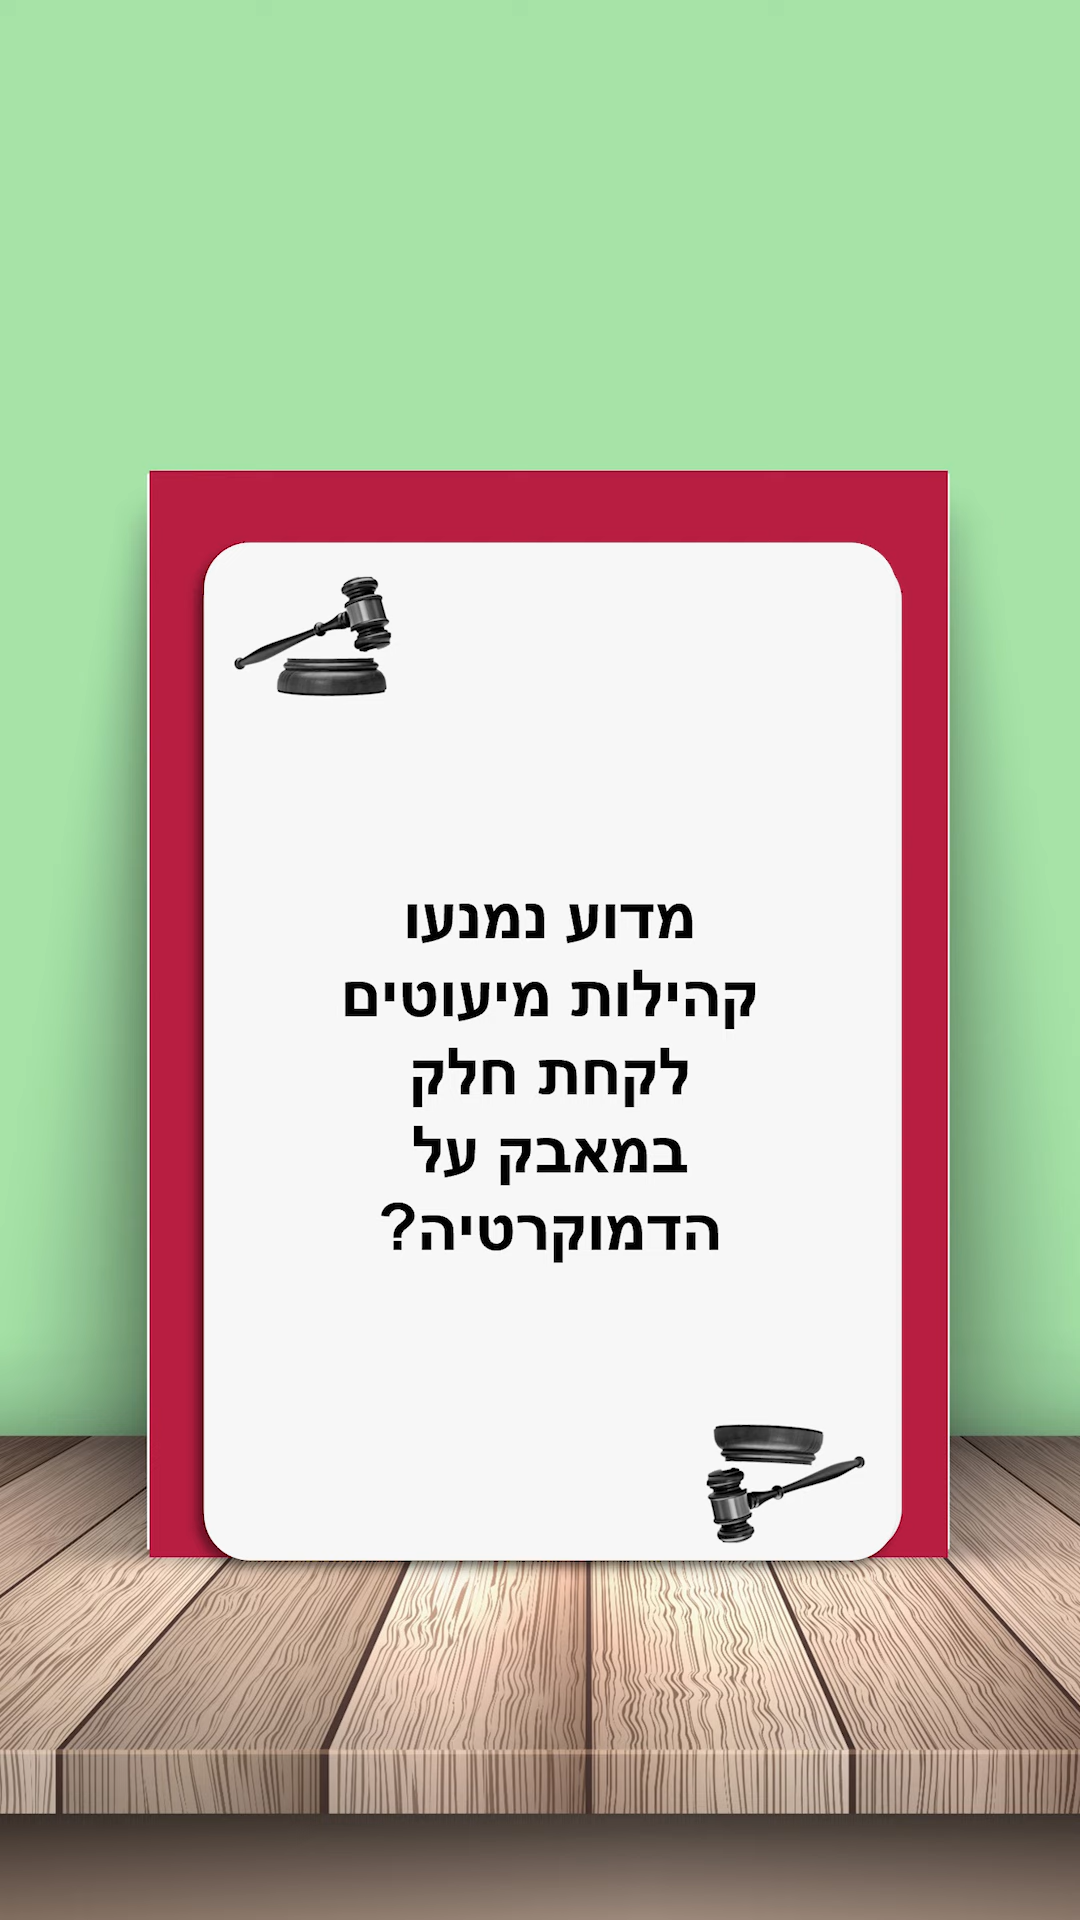 מדוע נמנעו
קהילות מיעוטים
לקחת חלק
במאבק על
הדמוקרטיה?